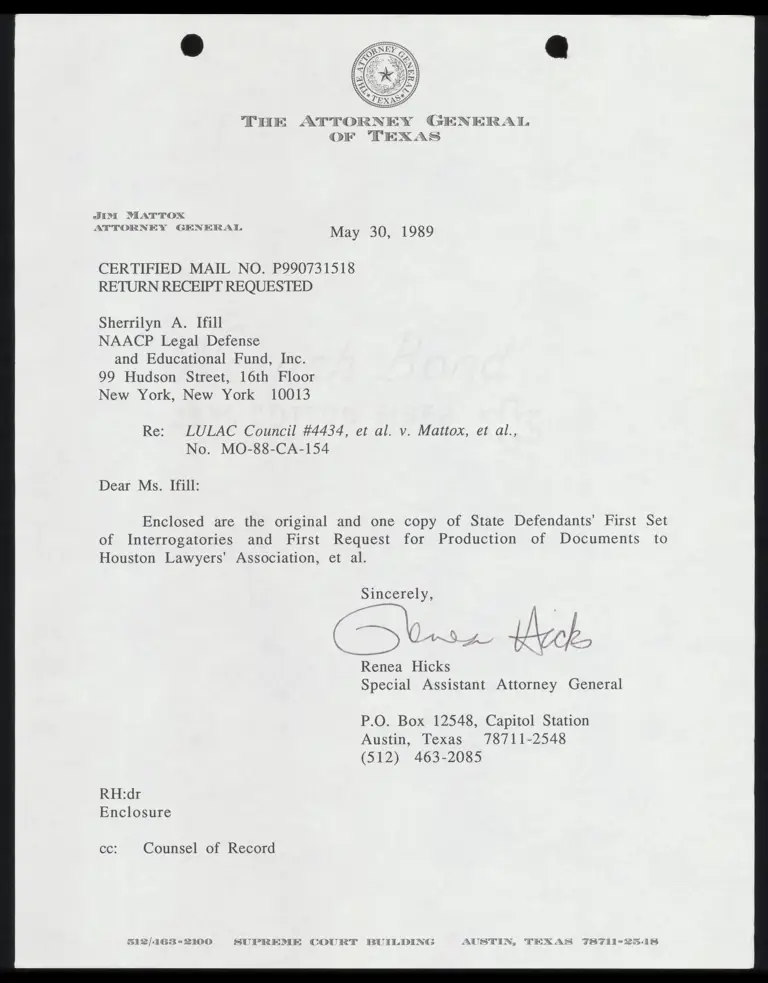 THE ATTORNEY GENERAL
TEXAS
THE ATTORNEY GENERAL
OF TEXAS
JIM MATTOX
ATTORNEY GENERAL
May 30, 1989
CERTIFIED MAIL NO. P990731518
RETURN RECEIPT REQUESTED
Sherrilyn A. Ifill
NAACP Legal Defense
and Educational Fund, Inc.
99 Hudson Street, 16th Floor
New York, New York 10013
Re: LULAC Council #4434, et al. v. Mattox, et al.,
No. MO-88-CA-154
Dear Ms. Ifill:
Enclosed are the original and one copy of State Defendants' First Set
of Interrogatories and First Request for Production of Documents to
Houston Lawyers' Association, et al.
Sincerely,
Renea Hicks
Renea Hicks
Special Assistant Attorney General
P.O. Box 12548, Capitol Station
Austin, Texas 78711-2548
(512) 463-2085
RH:dr
Enclosure
cc: Counsel of Record
512/463-2100 SUPREME COURT BUILDING AUSTIN, TEXAS 78711-2548